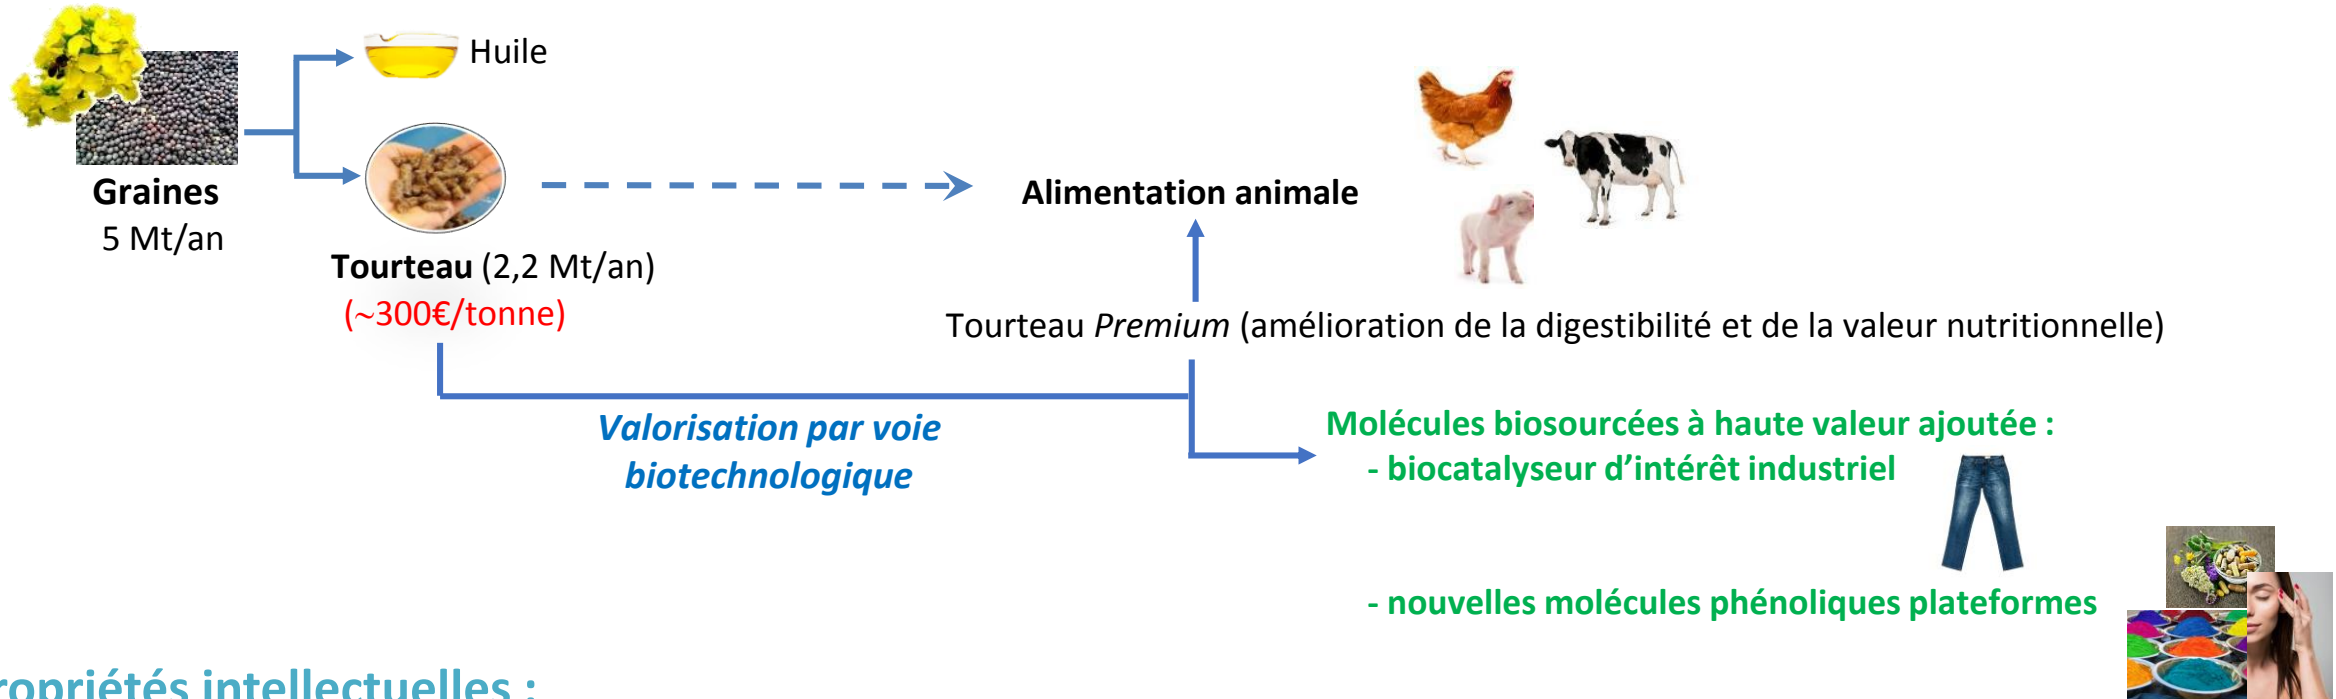 Huile
Graines
5 Mt/an
Tourteau (2,2 Mt/an)
(~300€/tonne)
Alimentation animale
Tourteau Premium (amélioration de la digestibilité et de la valeur nutritionnelle)
Valorisation par voie
biotechnologique
Molécules biosourcées à haute valeur ajoutée :
- biocatalyseur d’intérêt industriel
- nouvelles molécules phénoliques plateformes
ropriétés intellectuelles :